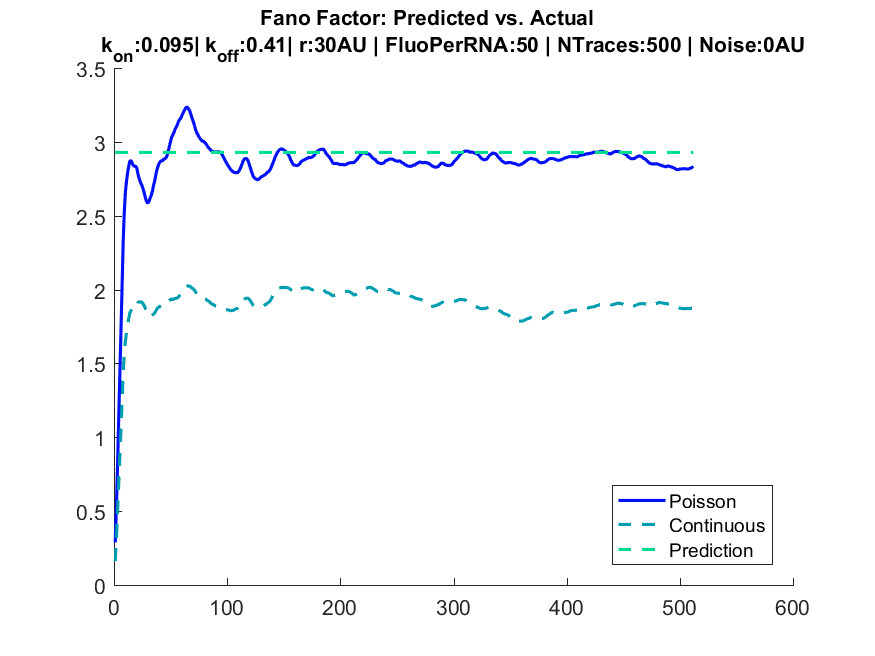 Fano Factor: Predicted vs. Actual
k_on:0.095| k_off:0.41| r:30AU | FluoPerRNA:50 | NTraces:500 | Noise:0AU
3.5
3
2.5
2
1.5
1
0.5
0
Poisson
Continuous
Prediction
0 100 200 300 400 500 600